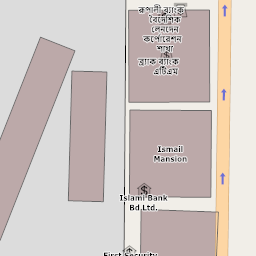 রূপালী ব্যাংক
বৈদেশিক
লেনদেন
কর্পোরেশন
শাখা
ব্র্যাক ব্যাংক
এটিএম
Ismail
Mansion
Islami Bank
Bd Ltd.
First Security